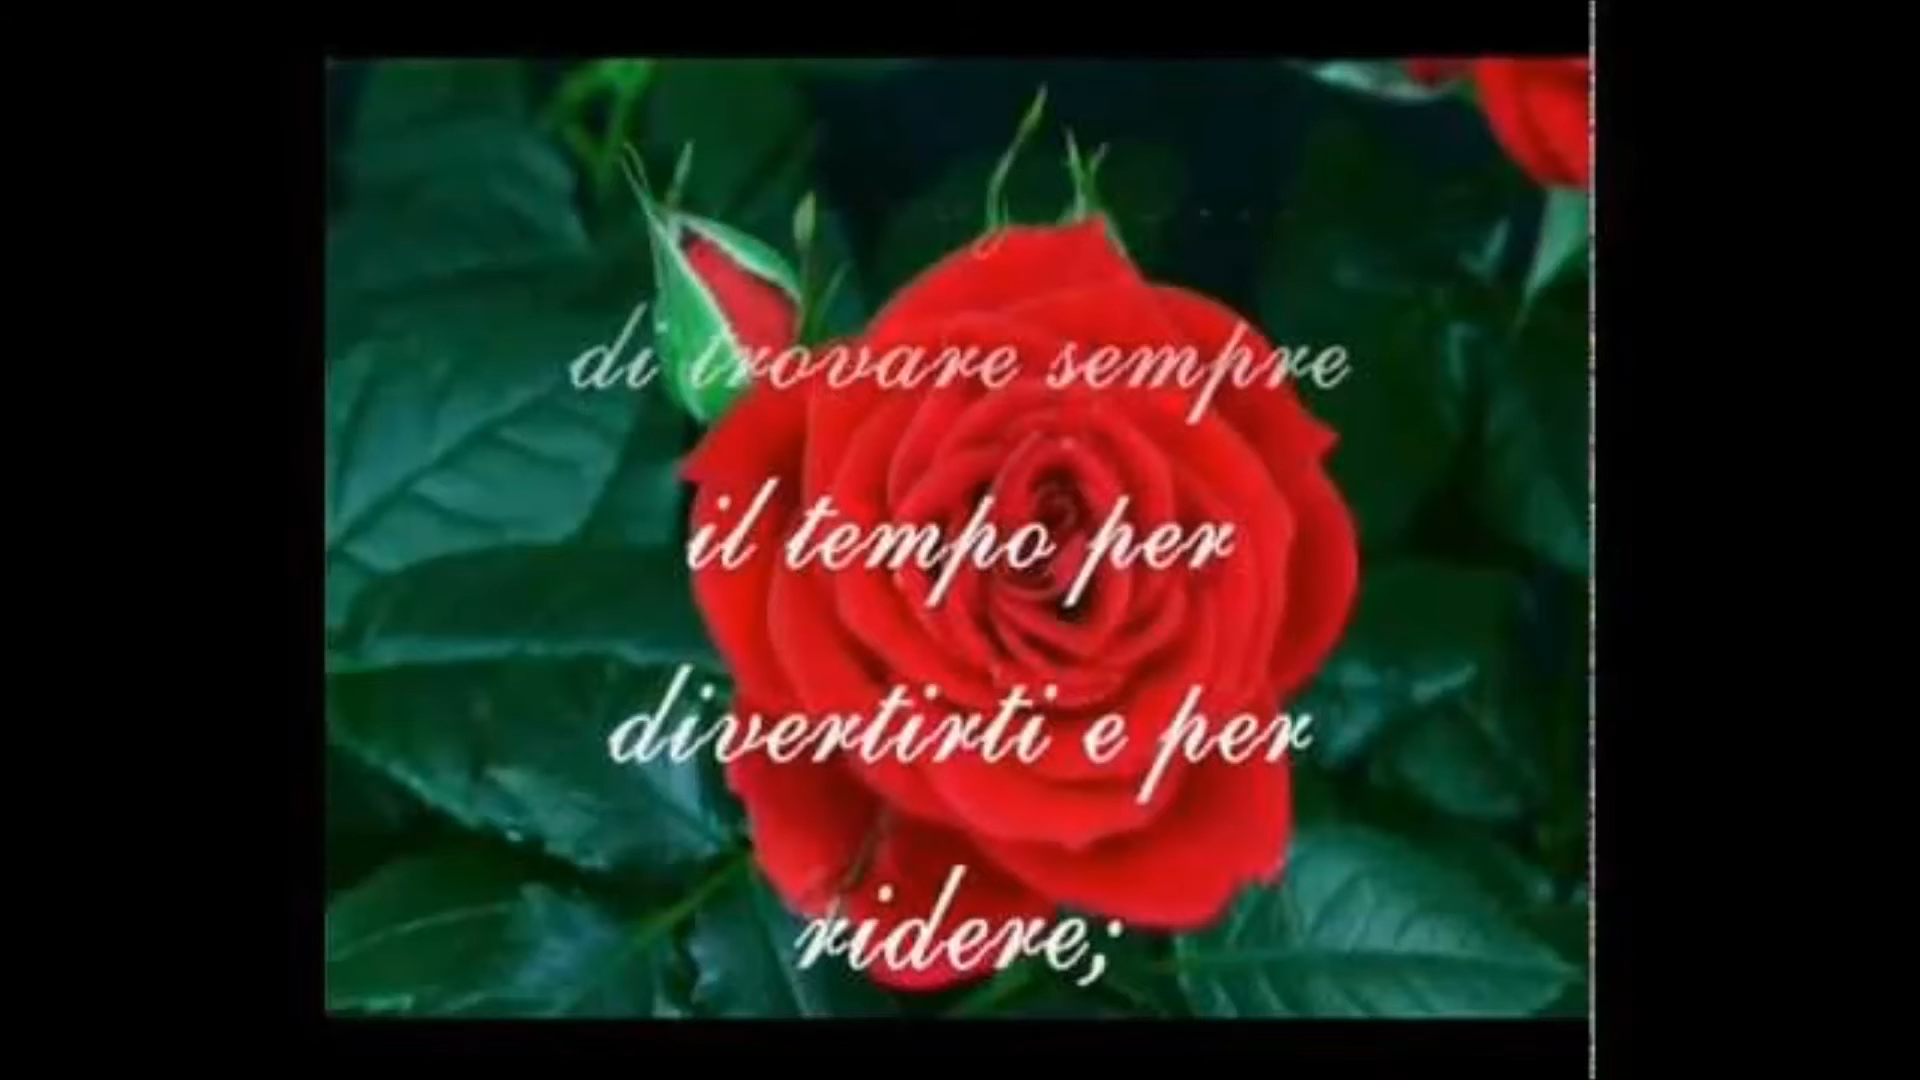 di trovare sempre
il tempo per
divertirti e per
ridere;